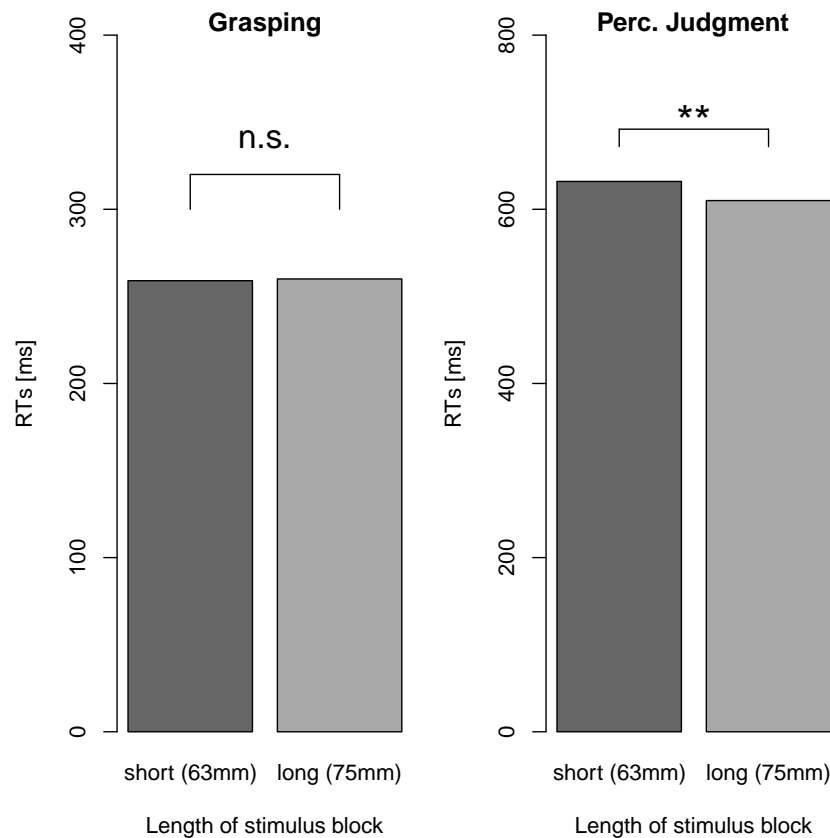 Grasping
RTs [ms]
400
300
200
100
0
n.s.
short (63mm) long (75mm)
Length of stimulus block
Perc. Judgment
RTs [ms]
800
600
400
200
0
**
short (63mm) long (75mm)
Length of stimulus block